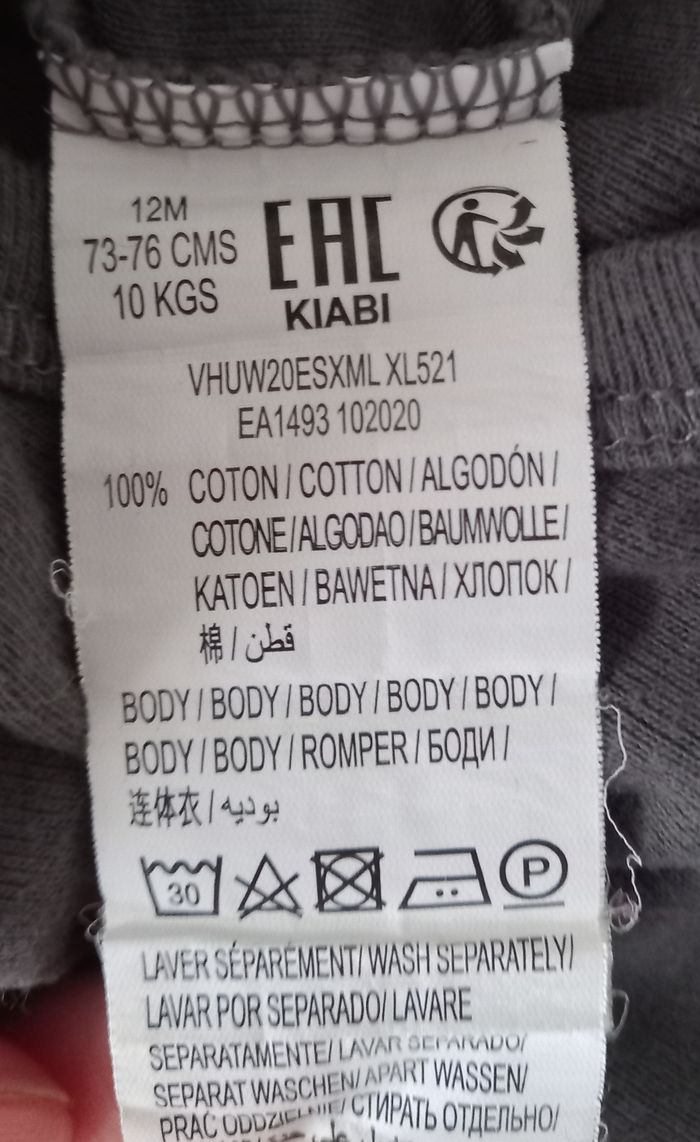 12M
73-76 CMS
10 KGS
EAC
KIABI
VHUW20ESXML XL521
EA1493 102020
100% COTON / COTTON / ALGODÓN /
COTONE / ALGODAO / BAUMWOLLE /
KATOEN / BAWETNA / ХЛОПОК /
棉 / قطن
BODY / BODY / BODY / BODY / BODY /
BODY / BODY / ROMPER / БОДИ /
连体衣 / بوديه
30
P
LAVER SÉPARÉMENT/ WASH SEPARATELY/
LAVAR POR SEPARADO/ LAVARE
SEPARATAMENTE/ LAVAR SEPARADO/
SEPARAT WASCHEN/ APART WASSEN/
PRAĆ ODDZIELNIE/ СТИРАТЬ ОТДЕЛЬНО/